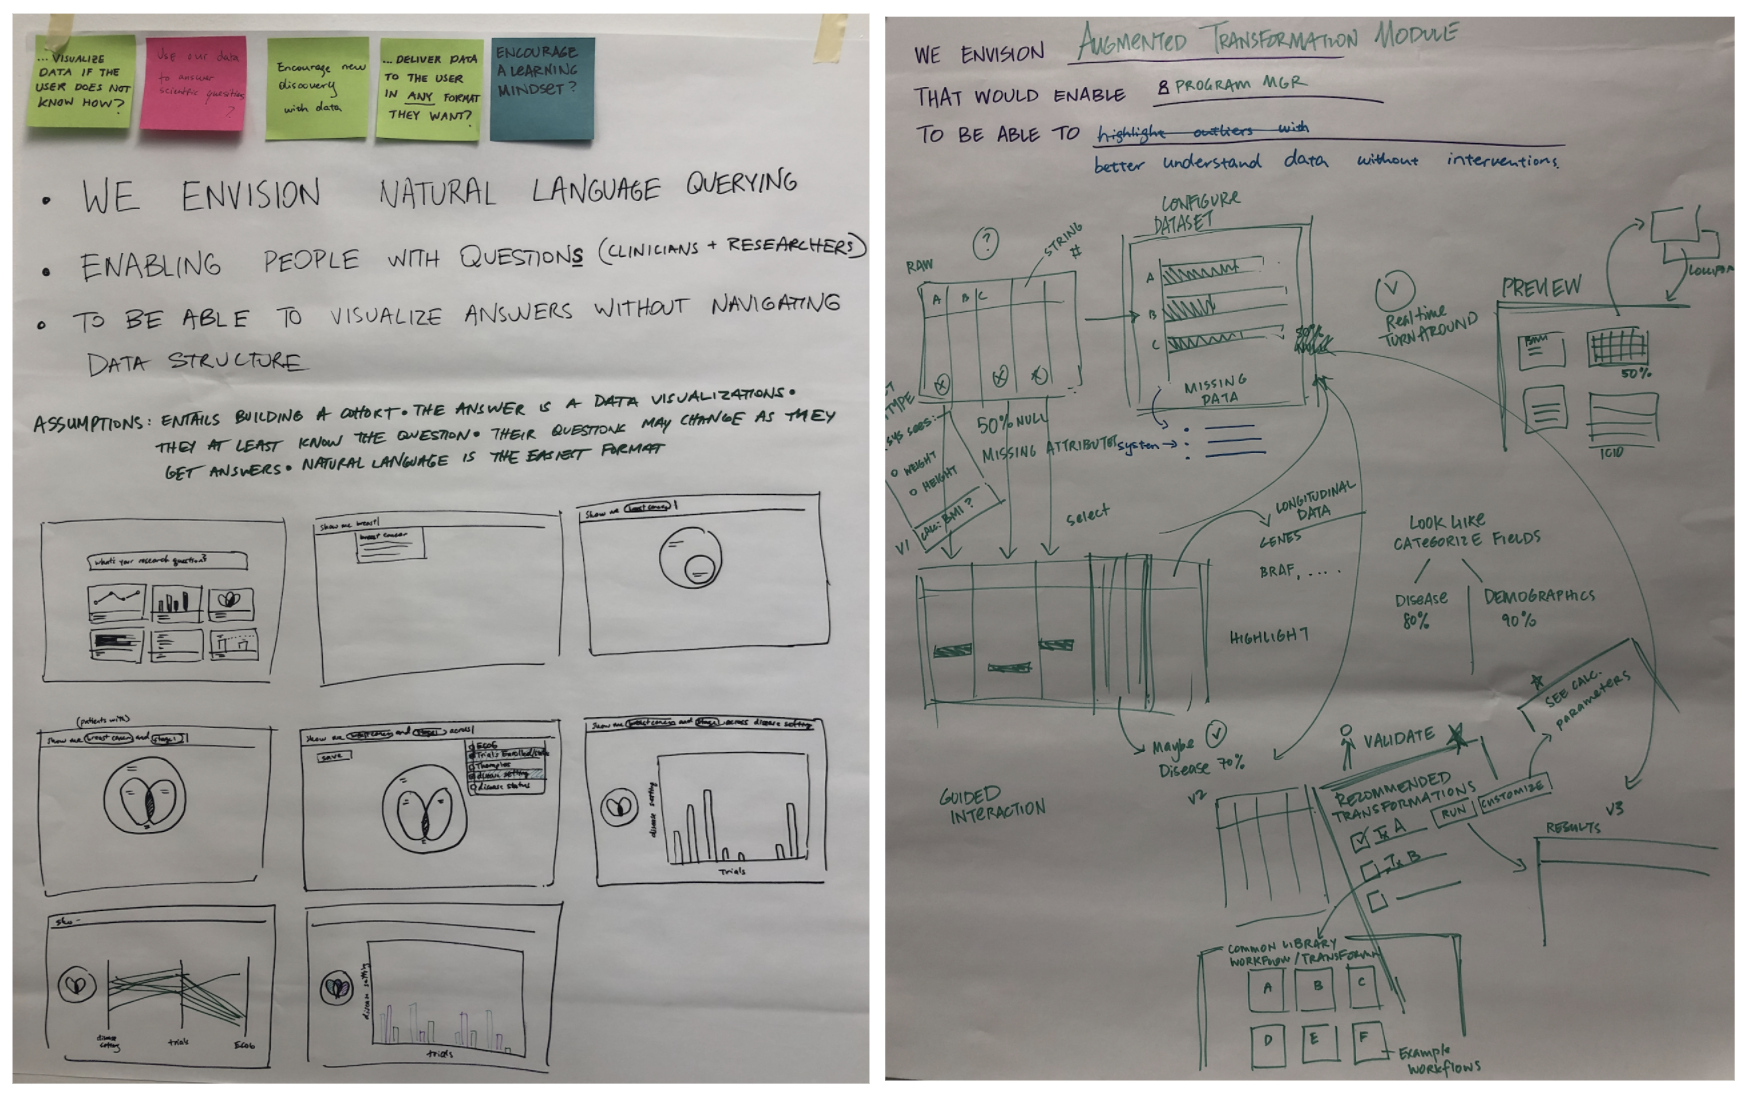 ... VISUALIZE
DATA IF THE
USER DOES NOT
KNOW HOW?
Use our data
to answer
scientific questions
?
Encourage new
discovery
with data
... DELIVER DATA
TO THE USER
IN ANY FORMAT
THEY WANT?
ENCOURAGE
A LEARNING
MINDSET?
• WE ENVISION NATURAL LANGUAGE QUERYING
• ENABLING PEOPLE WITH QUESTIONS (CLINICIANS + RESEARCHERS)
• TO BE ABLE TO VISUALIZE ANSWERS WITHOUT NAVIGATING
DATA STRUCTURE
ASSUMPTIONS: ENTAILS BUILDING A COHORT • THE ANSWER IS A DATA VISUALIZATIONS •
THEY AT LEAST KNOW THE QUESTION • THEIR QUESTIONS MAY CHANGE AS THEY
GET ANSWERS • NATURAL LANGUAGE IS THE EASIEST FORMAT
what's your research question?
Show me breast
breast cancer
Show me breast cancer
(patients with)
Show me breast cancer and stage 1
Show me breast cancer and stage 1 across
save
ECOG
Trials Enrolled
Therapies
disease setting
disease status
Show me breast cancer and stage 1 across disease setting
disease setting
Trials
Sho-
disease
setting
trials
ECOG
disease setting
trials
WE ENVISION AUGMENTED TRANSFORMATION MODULE
THAT WOULD ENABLE PROGRAM MGR
TO BE ABLE TO highlight outliers with
better understand data without interventions.
RAW
?
STRING
#
A B C
CONFIGURE
DATASET
A
B
C
50%
MISSING
DATA
system →
Realtime
TURNAROUND
PREVIEW
BMI
50%
ICID
TYPE
sys sees:
WEIGHT
HEIGHT
CALC: BMI?
V1
50% NULL
MISSING ATTRIBUTES
select
LONGITUDINAL
DATA
GENES
BRAF, ....
LOOK LIKE
CATEGORIZE FIELDS
DISEASE
80%
DEMOGRAPHICS
90%
HIGHLIGHT
Maybe
Disease 70%
GUIDED
INTERACTION
V2
VALIDATE
RECOMMENDED
TRANSFORMATIONS
Tx A
Tx B
RUN
CUSTOMIZE
SEE CALC.
PARAMETERS
V3
RESULTS
COMMON LIBRARY
WORKFLOW/TRANSFORM
A B C
D E F
Example
Workflows